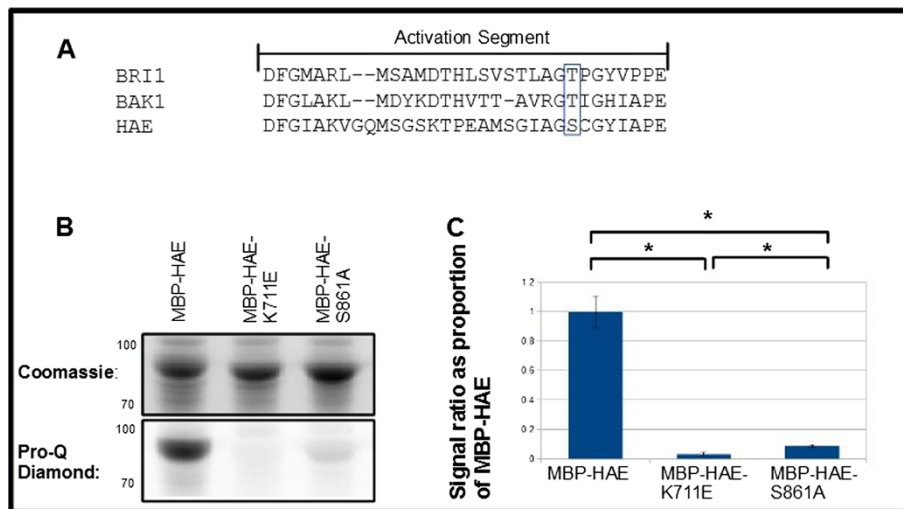 A
Activation Segment
BRI1 DFGMARL--MSAMDTHLSVSTLAGTPGYVPPE
BAK1 DFGLAKL--MDYKDTHVTT-AVRGTIGHIAPE
HAE DFGIAKVGQMSGSKTPEAMSGIAGSCGYIAPE
B
MBP-HAE
MBP-HAE-
K711E
MBP-HAE-
S861A
Coomassie:
100
70
Pro-Q
Diamond:
100
70
C
*
* *
Signal ratio as proportion
of MBP-HAE
1.2
1
0.8
0.6
0.4
0.2
0
MBP-HAE
MBP-HAE-
K711E
MBP-HAE-
S861A